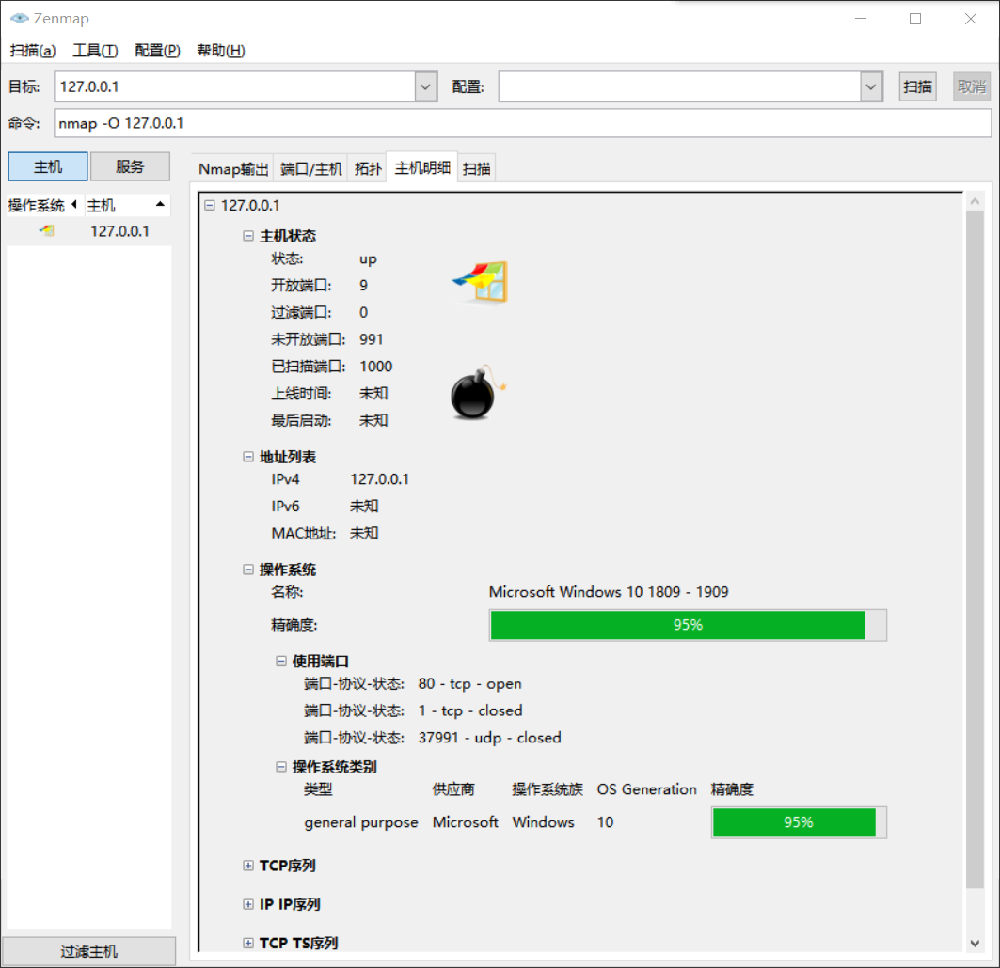 Zenmap
扫描(a) 工具(T) 配置(P) 帮助(H)
目标: 127.0.0.1 配置: 扫描 取消
命令: nmap -O 127.0.0.1
主机 服务 Nmap输出 端口/主机 拓扑 主机明细 扫描
操作系统 主机
127.0.0.1
127.0.0.1
主机状态
状态: up
开放端口: 9
过滤端口: 0
未开放端口: 991
已扫描端口: 1000
上线时间: 未知
最后启动: 未知
地址列表
IPv4 127.0.0.1
IPv6 未知
MAC地址: 未知
操作系统
名称: Microsoft Windows 10 1809 - 1909
精确度: 95%
使用端口
端口-协议-状态: 80 - tcp - open
端口-协议-状态: 1 - tcp - closed
端口-协议-状态: 37991 - udp - closed
操作系统类别
类型 供应商 操作系统族 OS Generation 精确度
general purpose Microsoft Windows 10 95%
TCP序列
IP IP序列
TCP TS序列
过滤主机